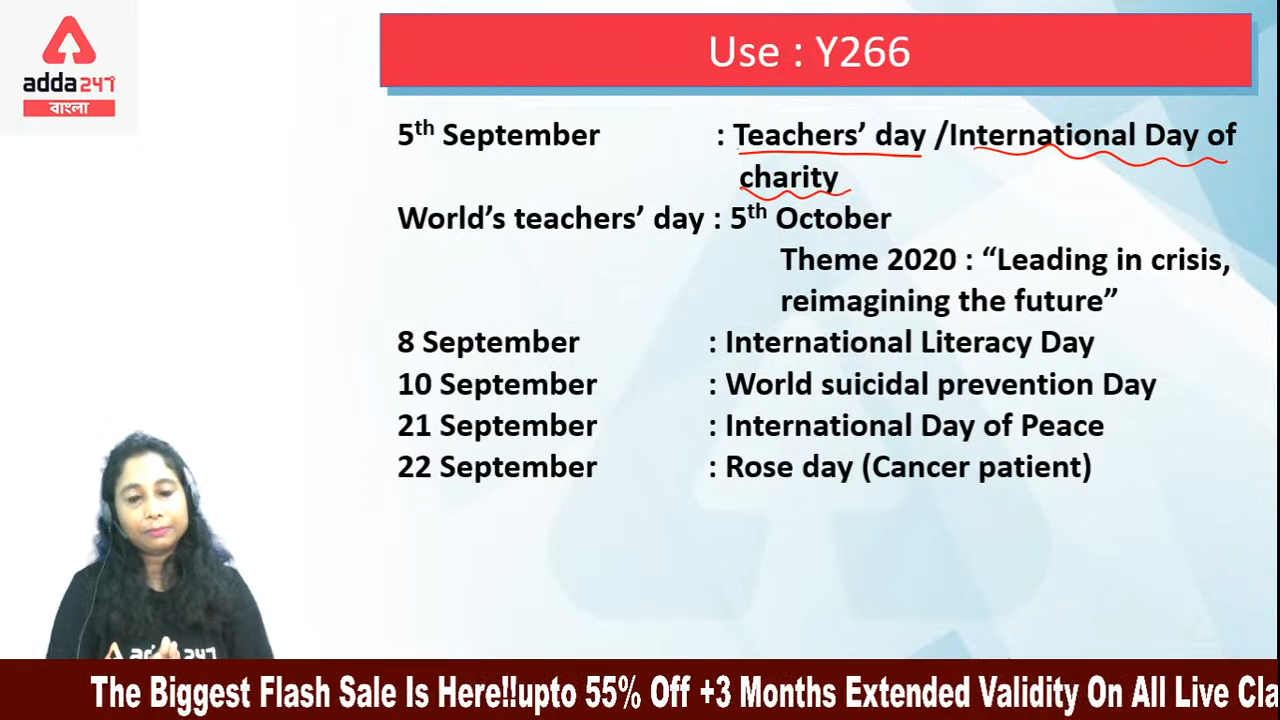 adda247
বাংলা
Use : Y266
5th September : Teachers’ day /International Day of
charity
World’s teachers’ day : 5th October
Theme 2020 : “Leading in crisis,
reimagining the future”
8 September : International Literacy Day
10 September : World suicidal prevention Day
21 September : International Day of Peace
22 September : Rose day (Cancer patient)
adda247
The Biggest Flash Sale Is Here!!upto 55% Off +3 Months Extended Validity On All Live Cla